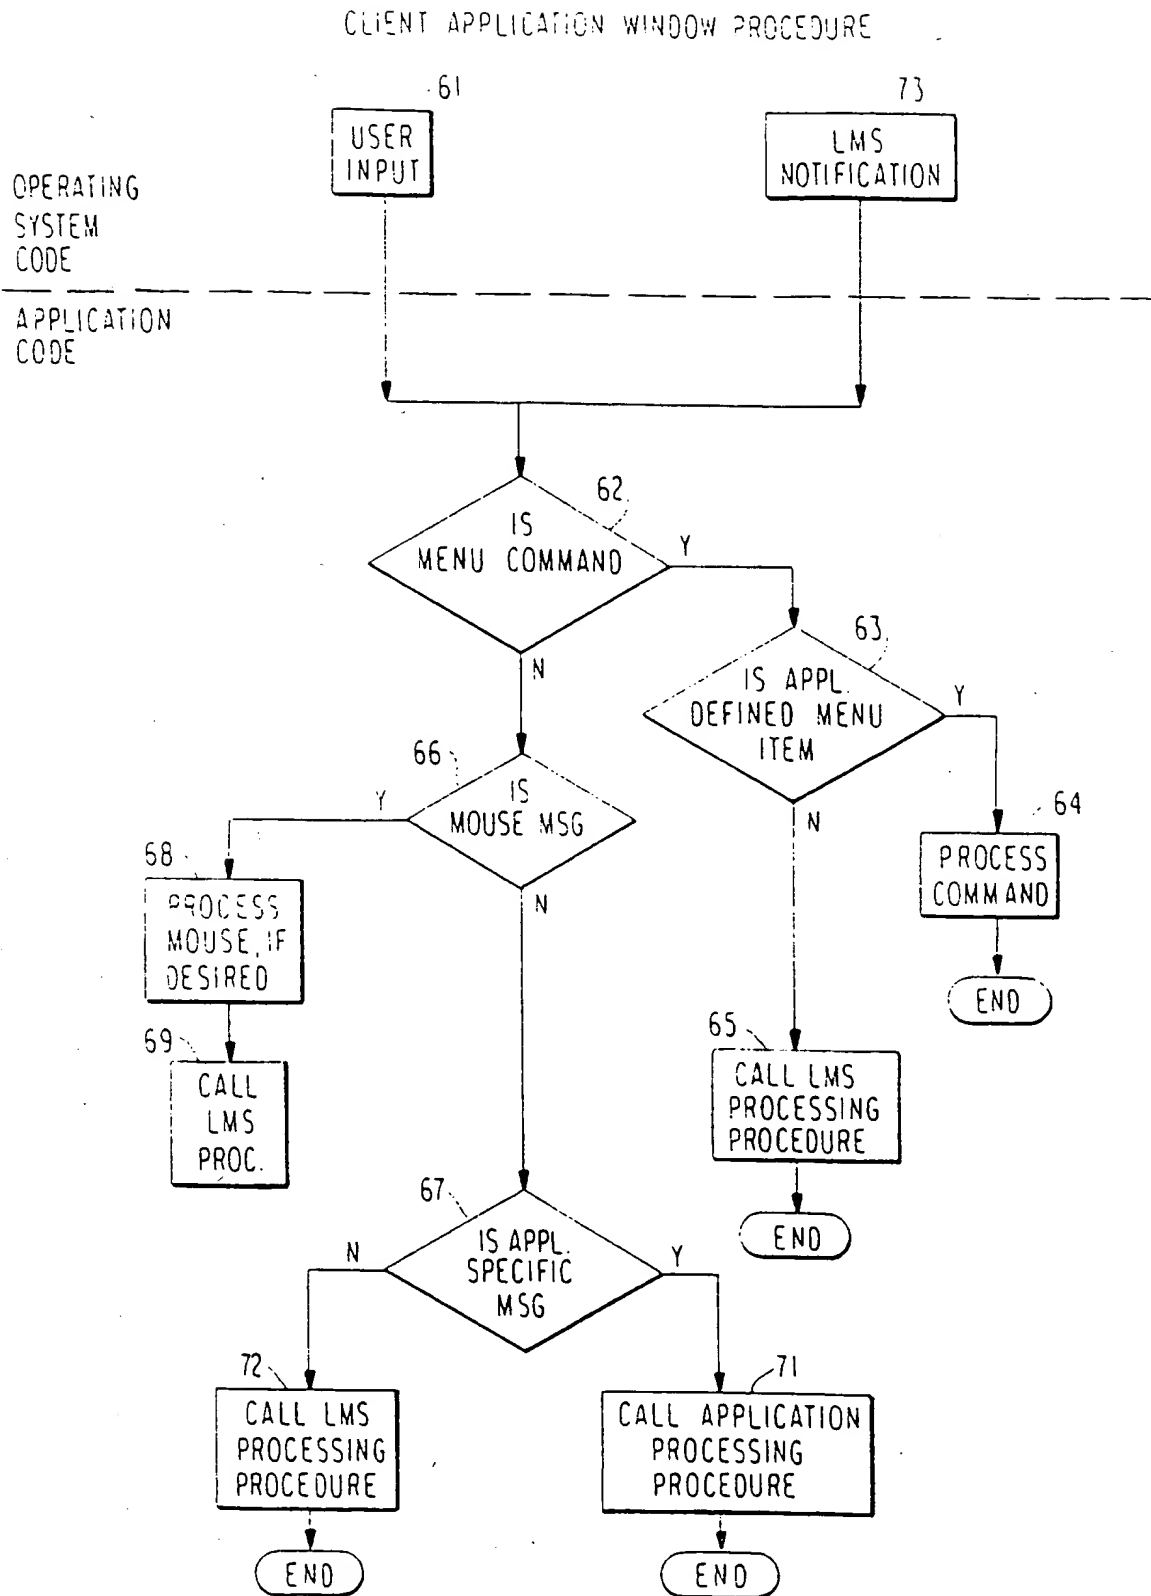 CLIENT APPLICATION WINDOW PROCEDURE
61
73
USER
INPUT
LMS
NOTIFICATION
OPERATING
SYSTEM
CODE
APPLICATION
CODE
62
IS
MENU COMMAND
Y
N
63
IS APPL.
DEFINED MENU
ITEM
Y
N
66
IS
MOUSE MSG
Y
N
64
PROCESS
COMMAND
END
68
PROCESS
MOUSE, IF
DESIRED
69
CALL
LMS
PROC.
65
CALL LMS
PROCESSING
PROCEDURE
END
67
IS APPL.
SPECIFIC
MSG
N
Y
72
CALL LMS
PROCESSING
PROCEDURE
END
71
CALL APPLICATION
PROCESSING
PROCEDURE
END